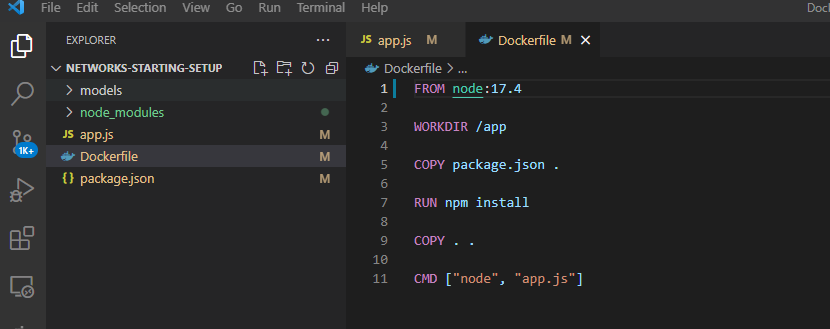 File Edit Selection View Go Run Terminal Help
EXPLORER
NETWORKS-STARTING-SETUP
models
node_modules
JS app.js M
Dockerfile M
{} package.json M
1K+
JS app.js M Dockerfile M
Dockerfile > ...
1 FROM node:17.4
2
3 WORKDIR /app
4
5 COPY package.json .
6
7 RUN npm install
8
9 COPY . .
10
11 CMD ["node", "app.js"]